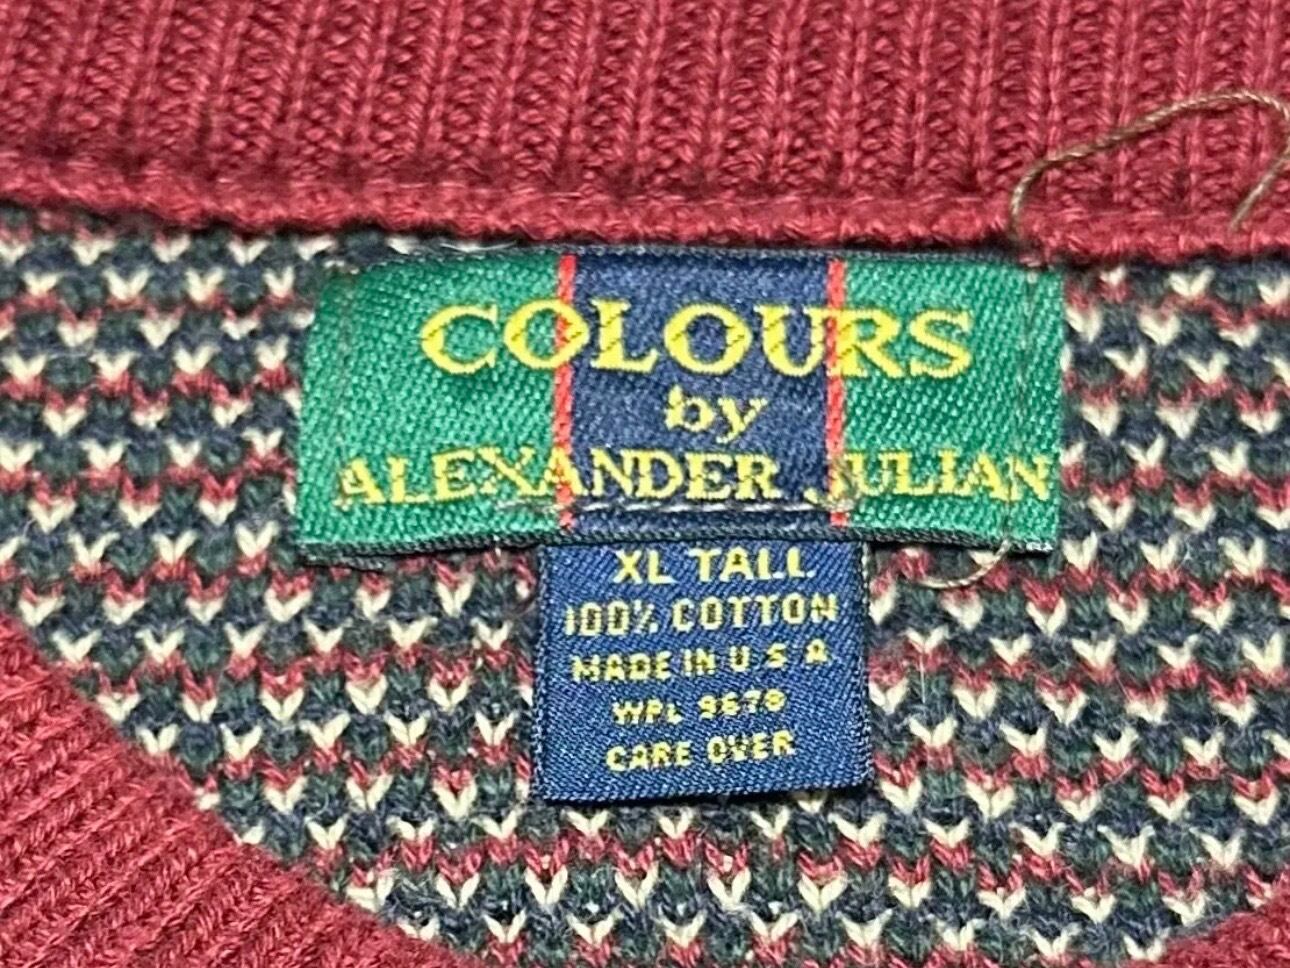 COLOURS
by
ALEXANDER JULIAN
XL TALL
100% COTTON
MADE IN U S A
WPL 9678
CARE OVER